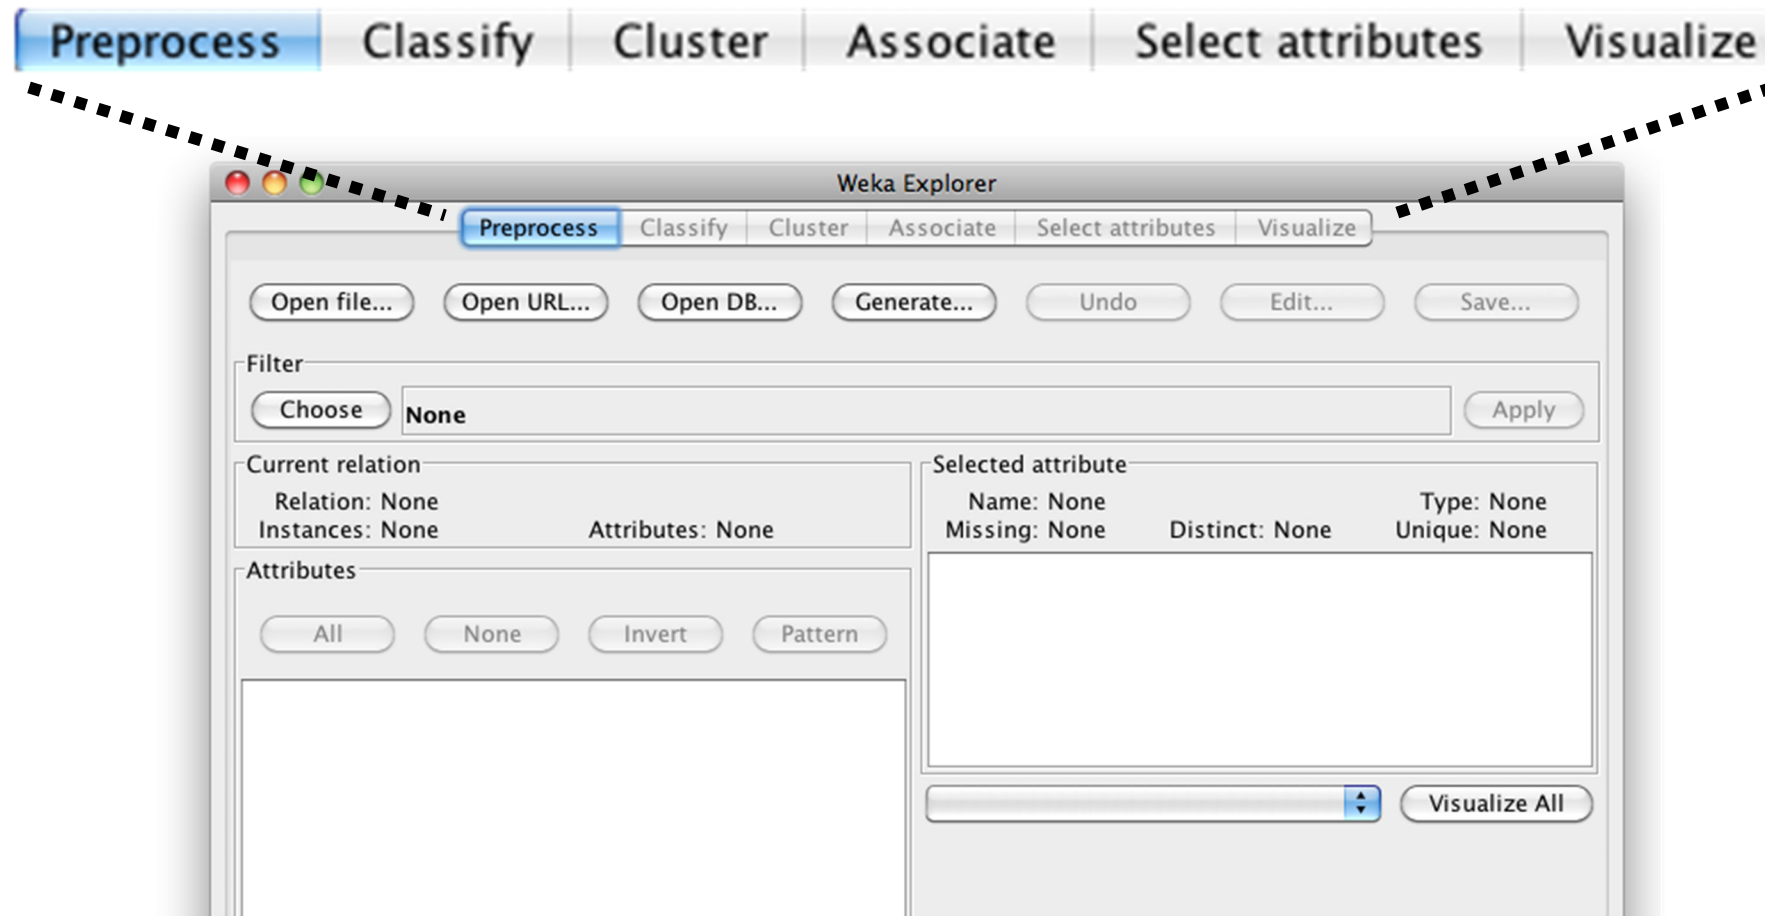 Preprocess Classify Cluster Associate Select attributes Visualize
Weka Explorer
Preprocess Classify Cluster Associate Select attributes Visualize
Open file... Open URL... Open DB... Generate... Undo Edit... Save...
Filter
Choose None Apply
Current relation
Relation: None
Instances: None Attributes: None
Selected attribute
Name: None Type: None
Missing: None Distinct: None Unique: None
Attributes
All None Invert Pattern
Visualize All